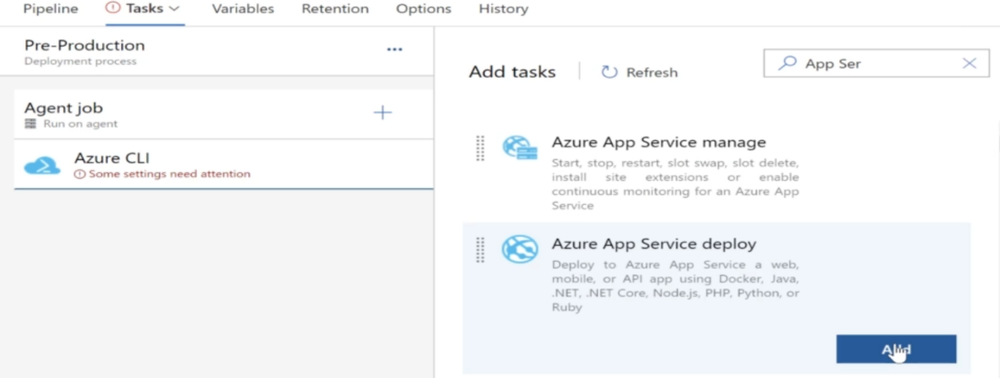 Pipeline Tasks Variables Retention Options History
Pre-Production
Deployment process
Add tasks Refresh App Ser
Agent job
Run on agent
Azure CLI
Some settings need attention
Azure App Service manage
Start, stop, restart, slot swap, slot delete,
install site extensions or enable
continuous monitoring for an Azure App
Service
Azure App Service deploy
Deploy to Azure App Service a web,
mobile, or API app using Docker, Java,
.NET, .NET Core, Node.js, PHP, Python, or
Ruby
Add